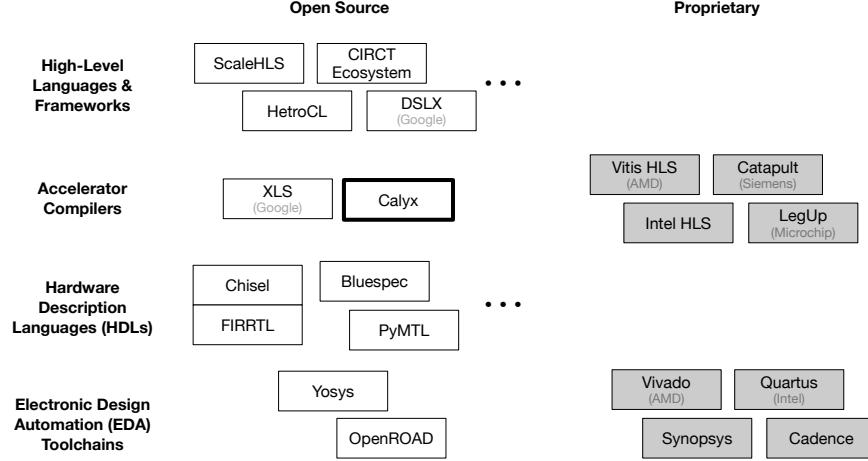 Open Source
Proprietary
High-Level
Languages &
Frameworks
ScaleHLS
CIRCT
Ecosystem
HetroCL
DSLX
(Google)
• • •
Accelerator
Compilers
XLS
(Google)
Calyx
Vitis HLS
(AMD)
Catapult
(Siemens)
Intel HLS
LegUp
(Microchip)
Hardware
Description
Languages (HDLs)
Chisel
FIRRTL
Bluespec
PyMTL
• • •
Electronic Design
Automation (EDA)
Toolchains
Yosys
OpenROAD
Vivado
(AMD)
Quartus
(Intel)
Synopsys
Cadence